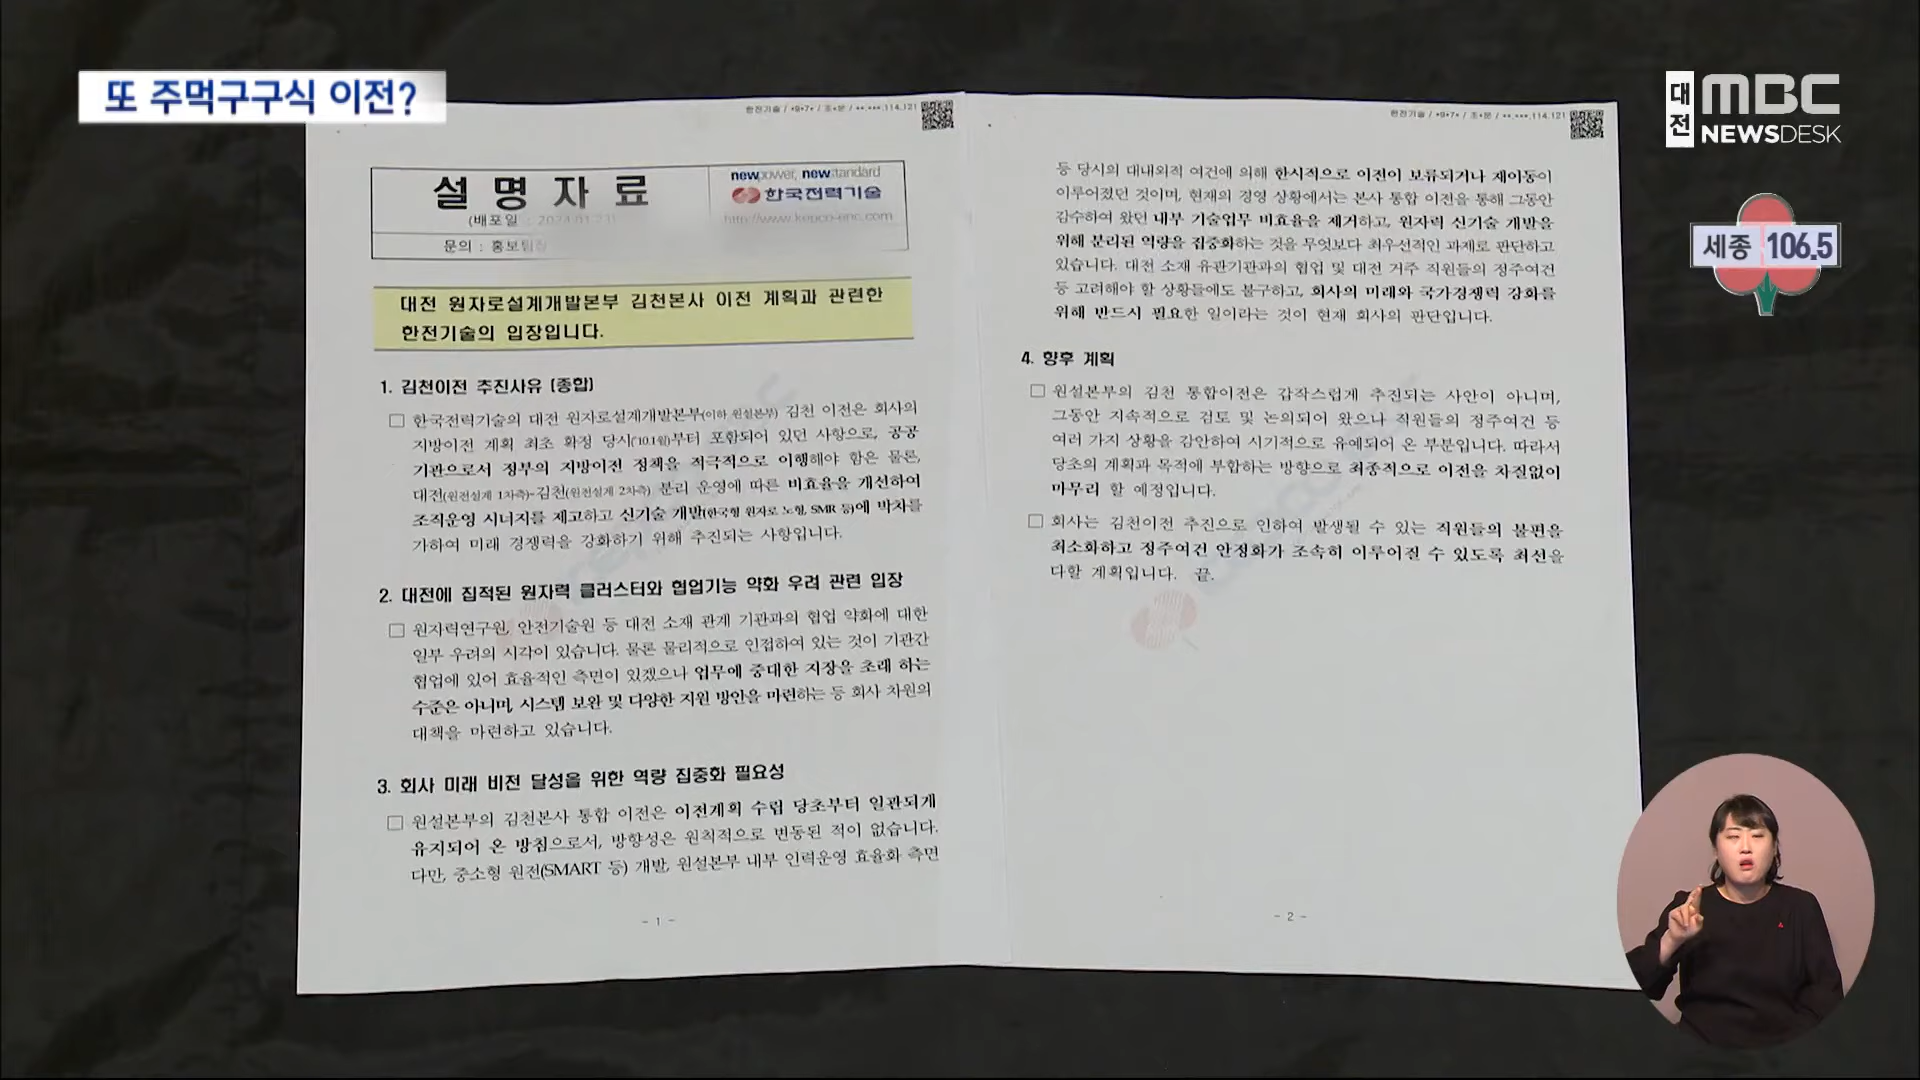 또 주먹구구식 이전?
대전
MBC
NEWSDESK
세종 106.5
한전기술 / *9*7* / 조*문 / **.***.114.121
설 명 자 료
(배포일 : 2024.01.23)
문의 : 홍보팀장
newpower, newstandard
한국전력기술
http://www.kepco-enc.com
대전 원자로설계개발본부 김천본사 이전 계획과 관련한
한전기술의 입장입니다.
1. 김천이전 추진사유 (종합)
□ 한국전력기술의 대전 원자로설계개발본부(이하 원설본부) 김천 이전은 회사의
지방이전 계획 최초 확정 당시('10.1월)부터 포함되어 있던 사항으로, 공공
기관으로서 정부의 지방이전 정책을 적극적으로 이행해야 함은 물론,
대전(원전설계 1차측)-김천(원전설계 2차측) 분리 운영에 따른 비효율을 개선하여
조직운영 시너지를 제고하고 신기술 개발(한국형 원자로 노형, SMR 등)에 박차를
가하여 미래 경쟁력을 강화하기 위해 추진되는 사항입니다.
2. 대전에 집적된 원자력 클러스터와 협업기능 약화 우려 관련 입장
□ 원자력연구원, 안전기술원 등 대전 소재 관계 기관과의 협업 약화에 대한
일부 우려의 시각이 있습니다. 물론 물리적으로 인접하여 있는 것이 기관간
협업에 있어 효율적인 측면이 있겠으나 업무에 중대한 지장을 초래 하는
수준은 아니며, 시스템 보완 및 다양한 지원 방안을 마련하는 등 회사 차원의
대책을 마련하고 있습니다.
3. 회사 미래 비전 달성을 위한 역량 집중화 필요성
□ 원설본부의 김천본사 통합 이전은 이전계획 수립 당초부터 일관되게
유지되어 온 방침으로서, 방향성은 원칙적으로 변동된 적이 없습니다.
다만, 중소형 원전(SMART 등) 개발, 원설본부 내부 인력운영 효율화 측면
- 1 -
한전기술 / *9*7* / 조*문 / **.***.114.121
등 당시의 대내외적 여건에 의해 한시적으로 이전이 보류되거나 재이동이
이루어졌던 것이며, 현재의 경영 상황에서는 본사 통합 이전을 통해 그동안
감수하여 왔던 내부 기술업무 비효율을 제거하고, 원자력 신기술 개발을
위해 분리된 역량을 집중화하는 것을 무엇보다 최우선적인 과제로 판단하고
있습니다. 대전 소재 유관기관과의 협업 및 대전 거주 직원들의 정주여건
등 고려해야 할 상황들에도 불구하고, 회사의 미래와 국가경쟁력 강화를
위해 반드시 필요한 일이라는 것이 현재 회사의 판단입니다.
4. 향후 계획
□ 원설본부의 김천 통합이전은 갑작스럽게 추진되는 사안이 아니며,
그동안 지속적으로 검토 및 논의되어 왔으나 직원들의 정주여건 등
여러 가지 상황을 감안하여 시기적으로 유예되어 온 부분입니다. 따라서
당초의 계획과 목적에 부합하는 방향으로 최종적으로 이전을 차질없이
마무리 할 예정입니다.
□ 회사는 김천이전 추진으로 인하여 발생될 수 있는 직원들의 불편을
최소화하고 정주여건 안정화가 조속히 이루어질 수 있도록 최선을
다할 계획입니다. 끝.
- 2 -